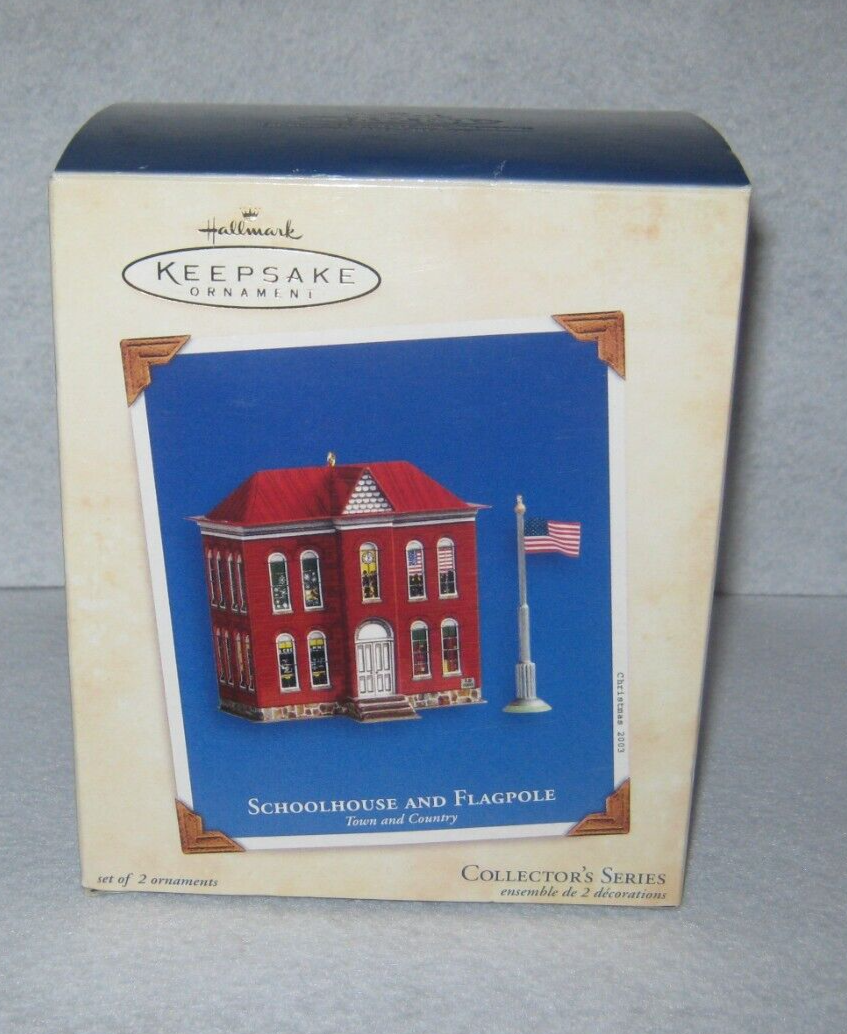 Hallmark
KEEPSAKE
ORNAMENT
Christmas 2003
SCHOOLHOUSE AND FLAGPOLE
Town and Country
set of 2 ornaments
COLLECTOR'S SERIES
ensemble de 2 décorations